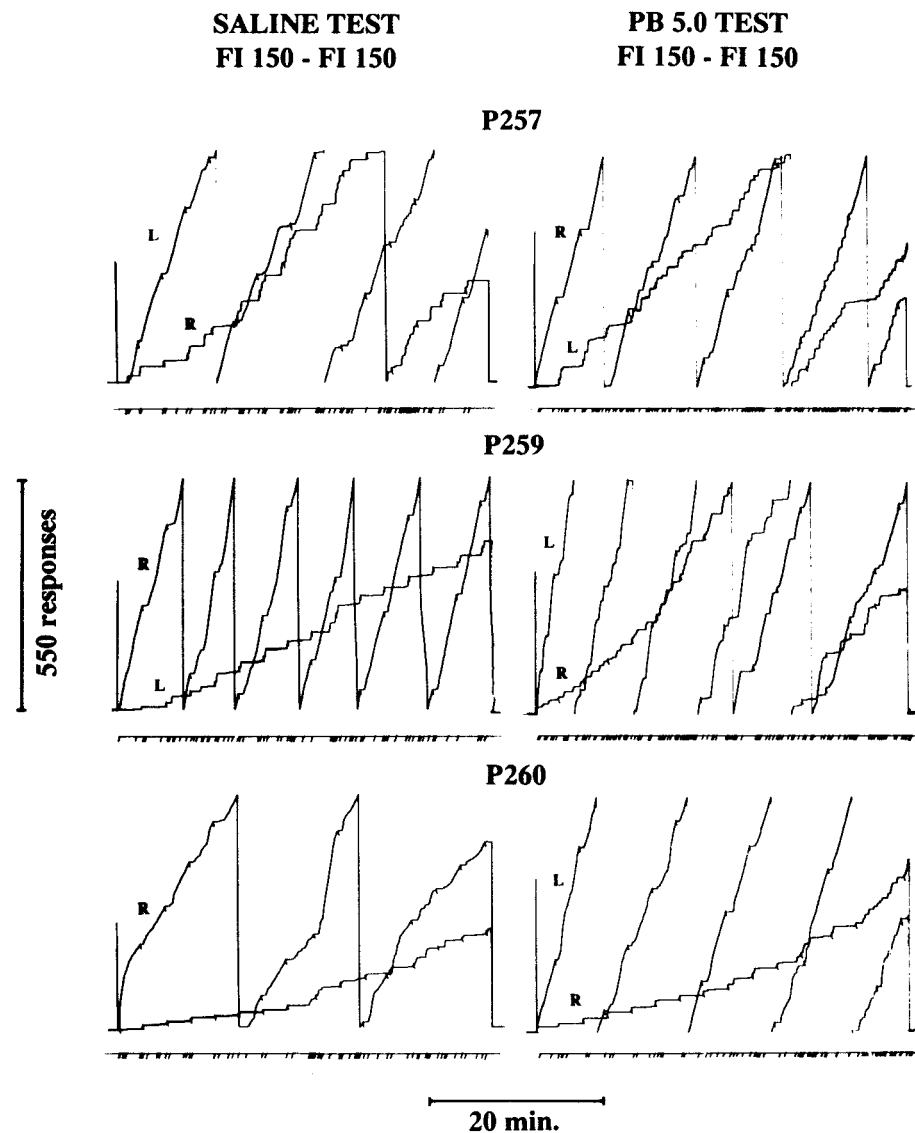 SALINE TEST
FI 150 - FI 150
PB 5.0 TEST
FI 150 - FI 150
P257
L
R
R
L
P259
R
L
L
R
550 responses
P260
R
L
R
20 min.